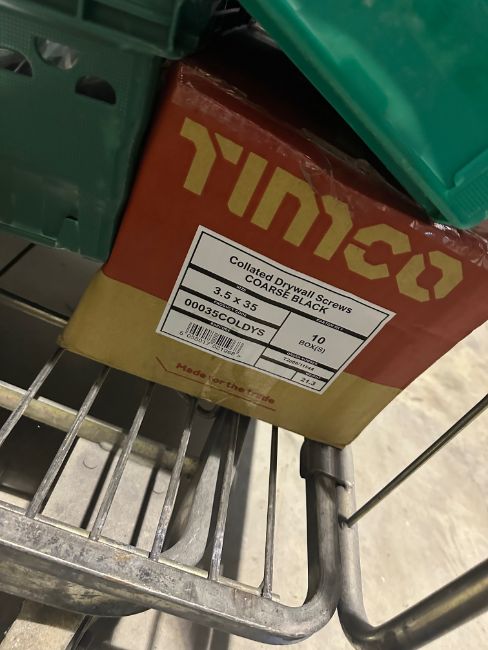 TIMCO
Collated Drywall Screws
COARSE BLACK
3.5 x 35
00035COLDYS
10
BOX(S)
21.3
Made for the trade